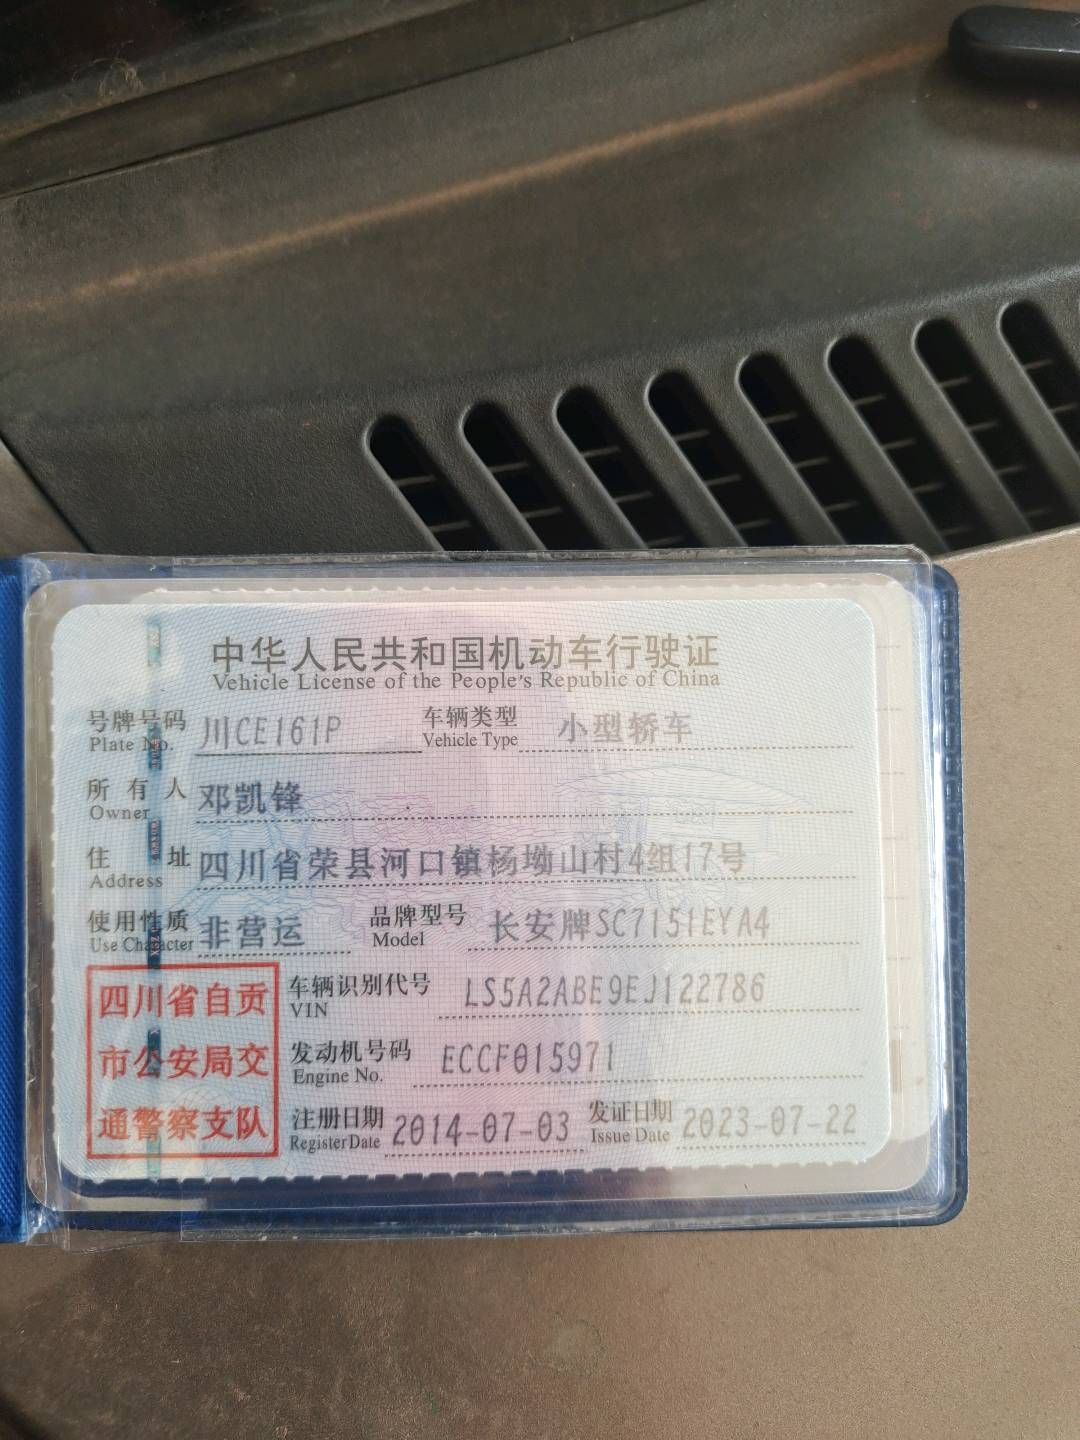 中华人民共和国机动车行驶证
Vehicle License of the People's Republic of China
号牌号码 川CE161P 车辆类型 小型轿车
Plate No. Vehicle Type
所有人 邓凯锋
Owner
住址 四川省荣县河口镇杨坳山村4组17号
Address
使用性质 非营运 品牌型号 长安牌SC7151EYA4
Use Character Model
四川省自贡
市公安局交
通警察支队
车辆识别代号 LS5A2ABE9EJ122786
VIN
发动机号码 ECCF015971
Engine No.
注册日期 2014-07-03 发证日期 2023-07-22
Register Date Issue Date